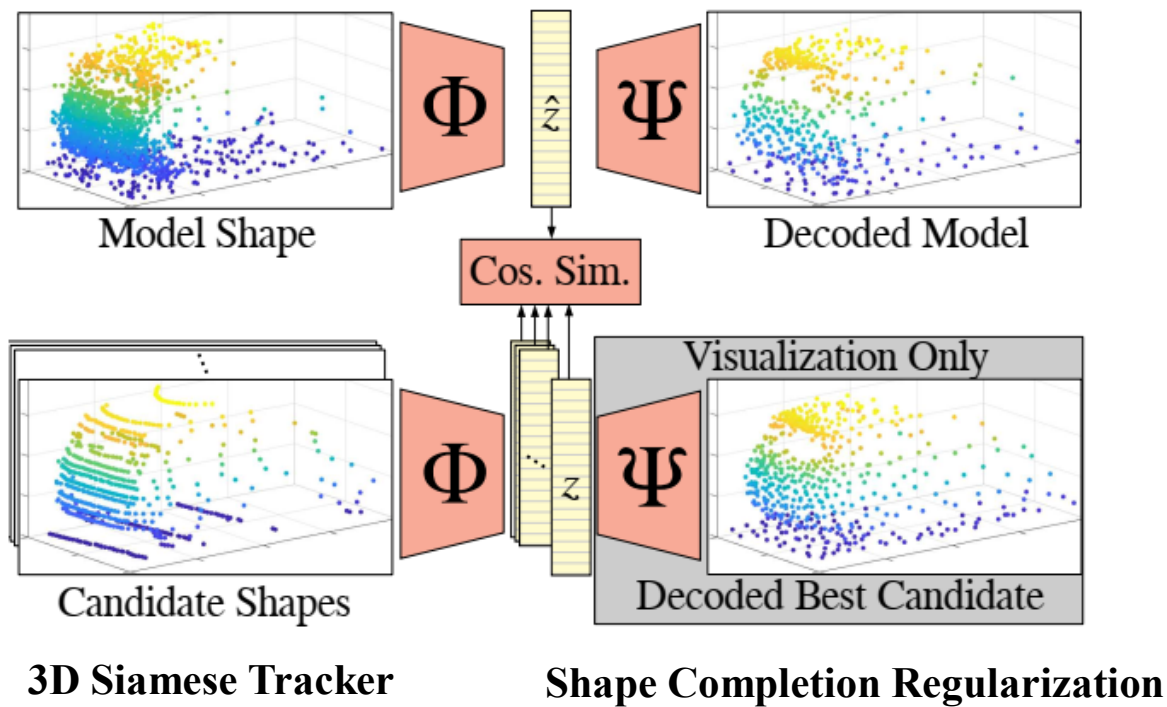 Φ
ẑ
Ψ
Model Shape
Decoded Model
Cos. Sim.
Visualization Only
Φ
z
Ψ
Candidate Shapes
Decoded Best Candidate
3D Siamese Tracker
Shape Completion Regularization